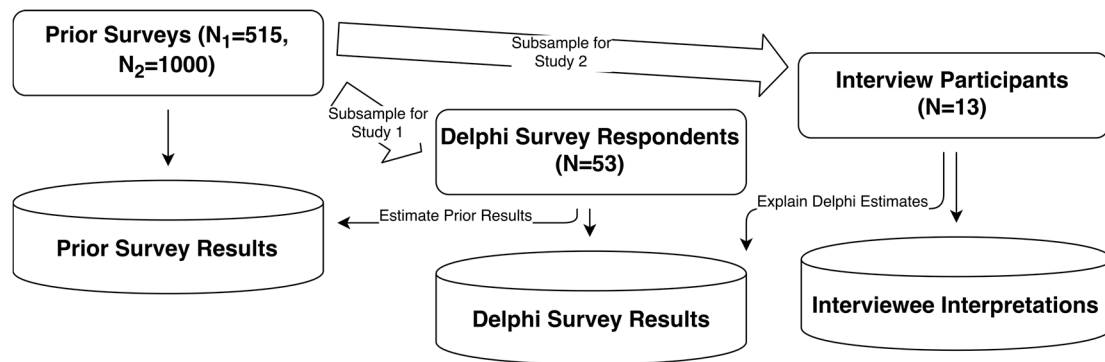 Prior Surveys (N₁=515,
N₂=1000)
Subsample for
Study 2
Interview Participants
(N=13)
Subsample for
Study 1
Delphi Survey Respondents
(N=53)
Estimate Prior Results
Explain Delphi Estimates
Prior Survey Results
Delphi Survey Results
Interviewee Interpretations